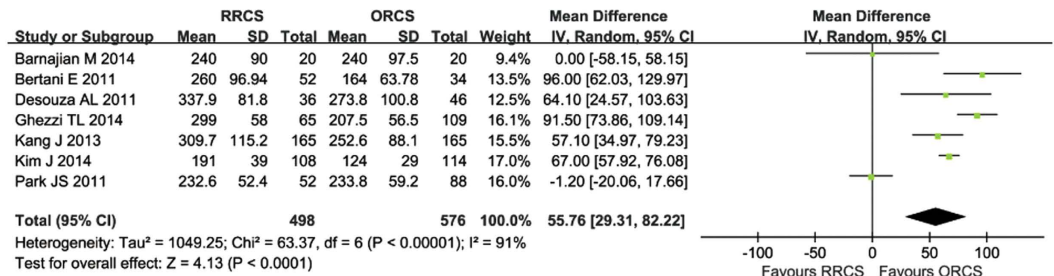 RRCS ORCS Mean Difference Mean Difference
Study or Subgroup Mean SD Total Mean SD Total Weight IV, Random, 95% CI IV, Random, 95% CI
Barnajian M 2014 240 90 20 240 97.5 20 9.4% 0.00 [-58.15, 58.15]
Bertani E 2011 260 96.94 52 164 63.78 34 13.5% 96.00 [62.03, 129.97]
Desouza AL 2011 337.9 81.8 36 273.8 100.8 46 12.5% 64.10 [24.57, 103.63]
Ghezzi TL 2014 299 58 65 207.5 56.5 109 16.1% 91.50 [73.86, 109.14]
Kang J 2013 309.7 115.2 165 252.6 88.1 165 15.5% 57.10 [34.97, 79.23]
Kim J 2014 191 39 108 124 29 114 17.0% 67.00 [57.92, 76.08]
Park JS 2011 232.6 52.4 52 233.8 59.2 88 16.0% -1.20 [-20.06, 17.66]
Total (95% CI) 498 576 100.0% 55.76 [29.31, 82.22]
Heterogeneity: Tau² = 1049.25; Chi² = 63.37, df = 6 (P < 0.00001); I² = 91%
Test for overall effect: Z = 4.13 (P < 0.0001)
-100 -50 0 50 100
Favours RRCS Favours ORCS